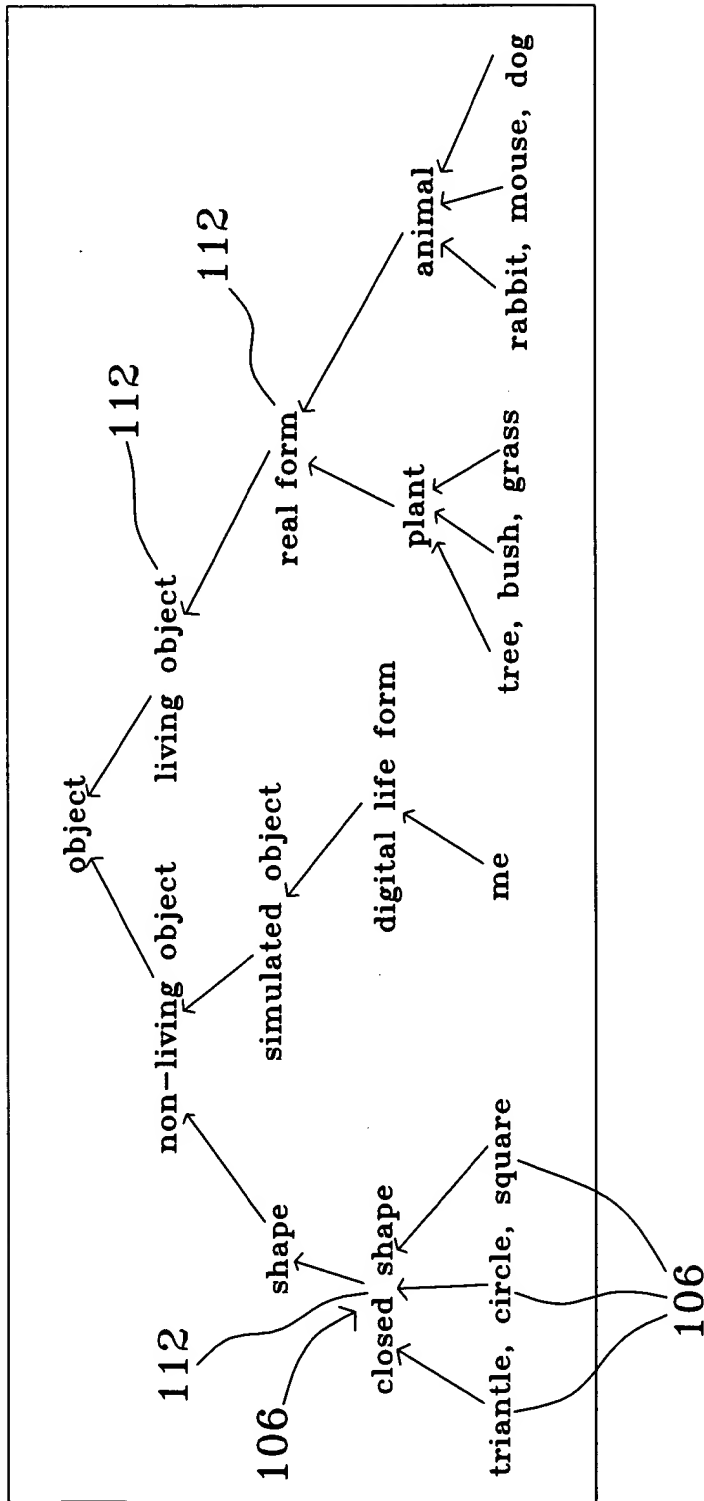 object
non-living object
living object
112
shape
simulated object
real form
112
112
106
closed shape
digital life form
plant
animal
triantle, circle, square
me
tree, bush, grass
rabbit, mouse, dog
106